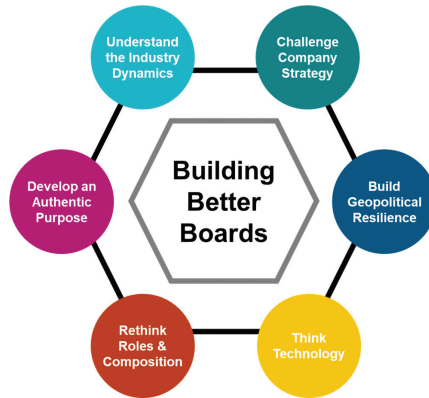 Understand
the Industry
Dynamics
Challenge
Company
Strategy
Develop an
Authentic
Purpose
Building
Better
Boards
Build
Geopolitical
Resilience
Rethink
Roles &
Composition
Think
Technology